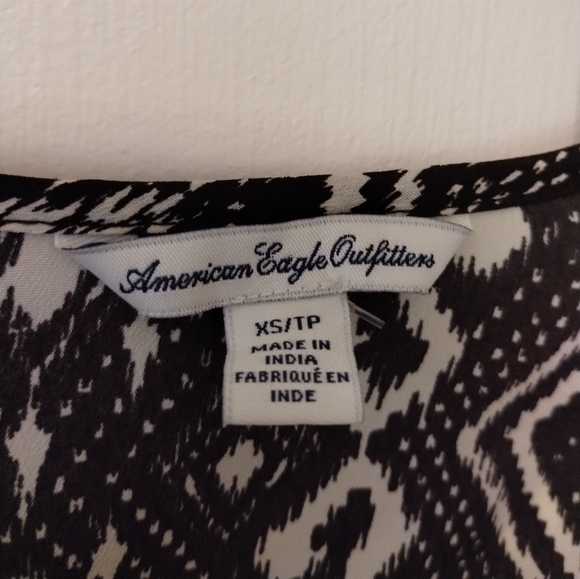 American Eagle Outfitters
XS/TP
MADE IN
INDIA
FABRIQUÉ EN
INDE